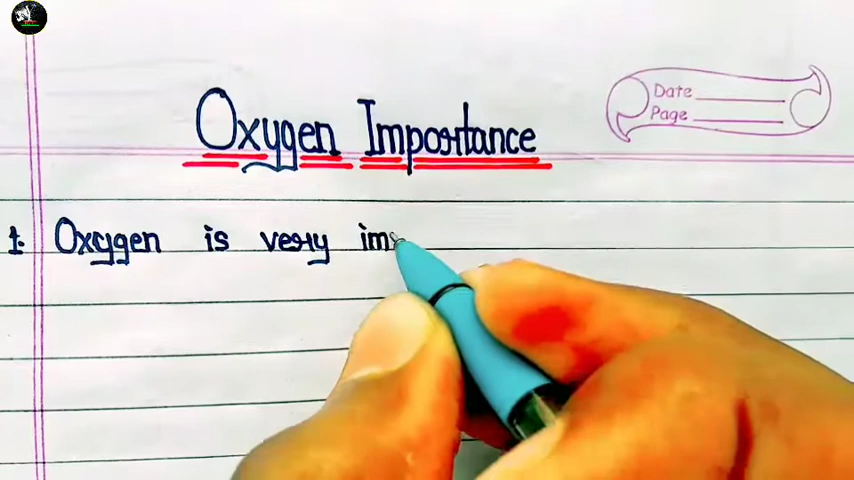 Date
Page
Oxygen Importance
1. Oxygen is very im